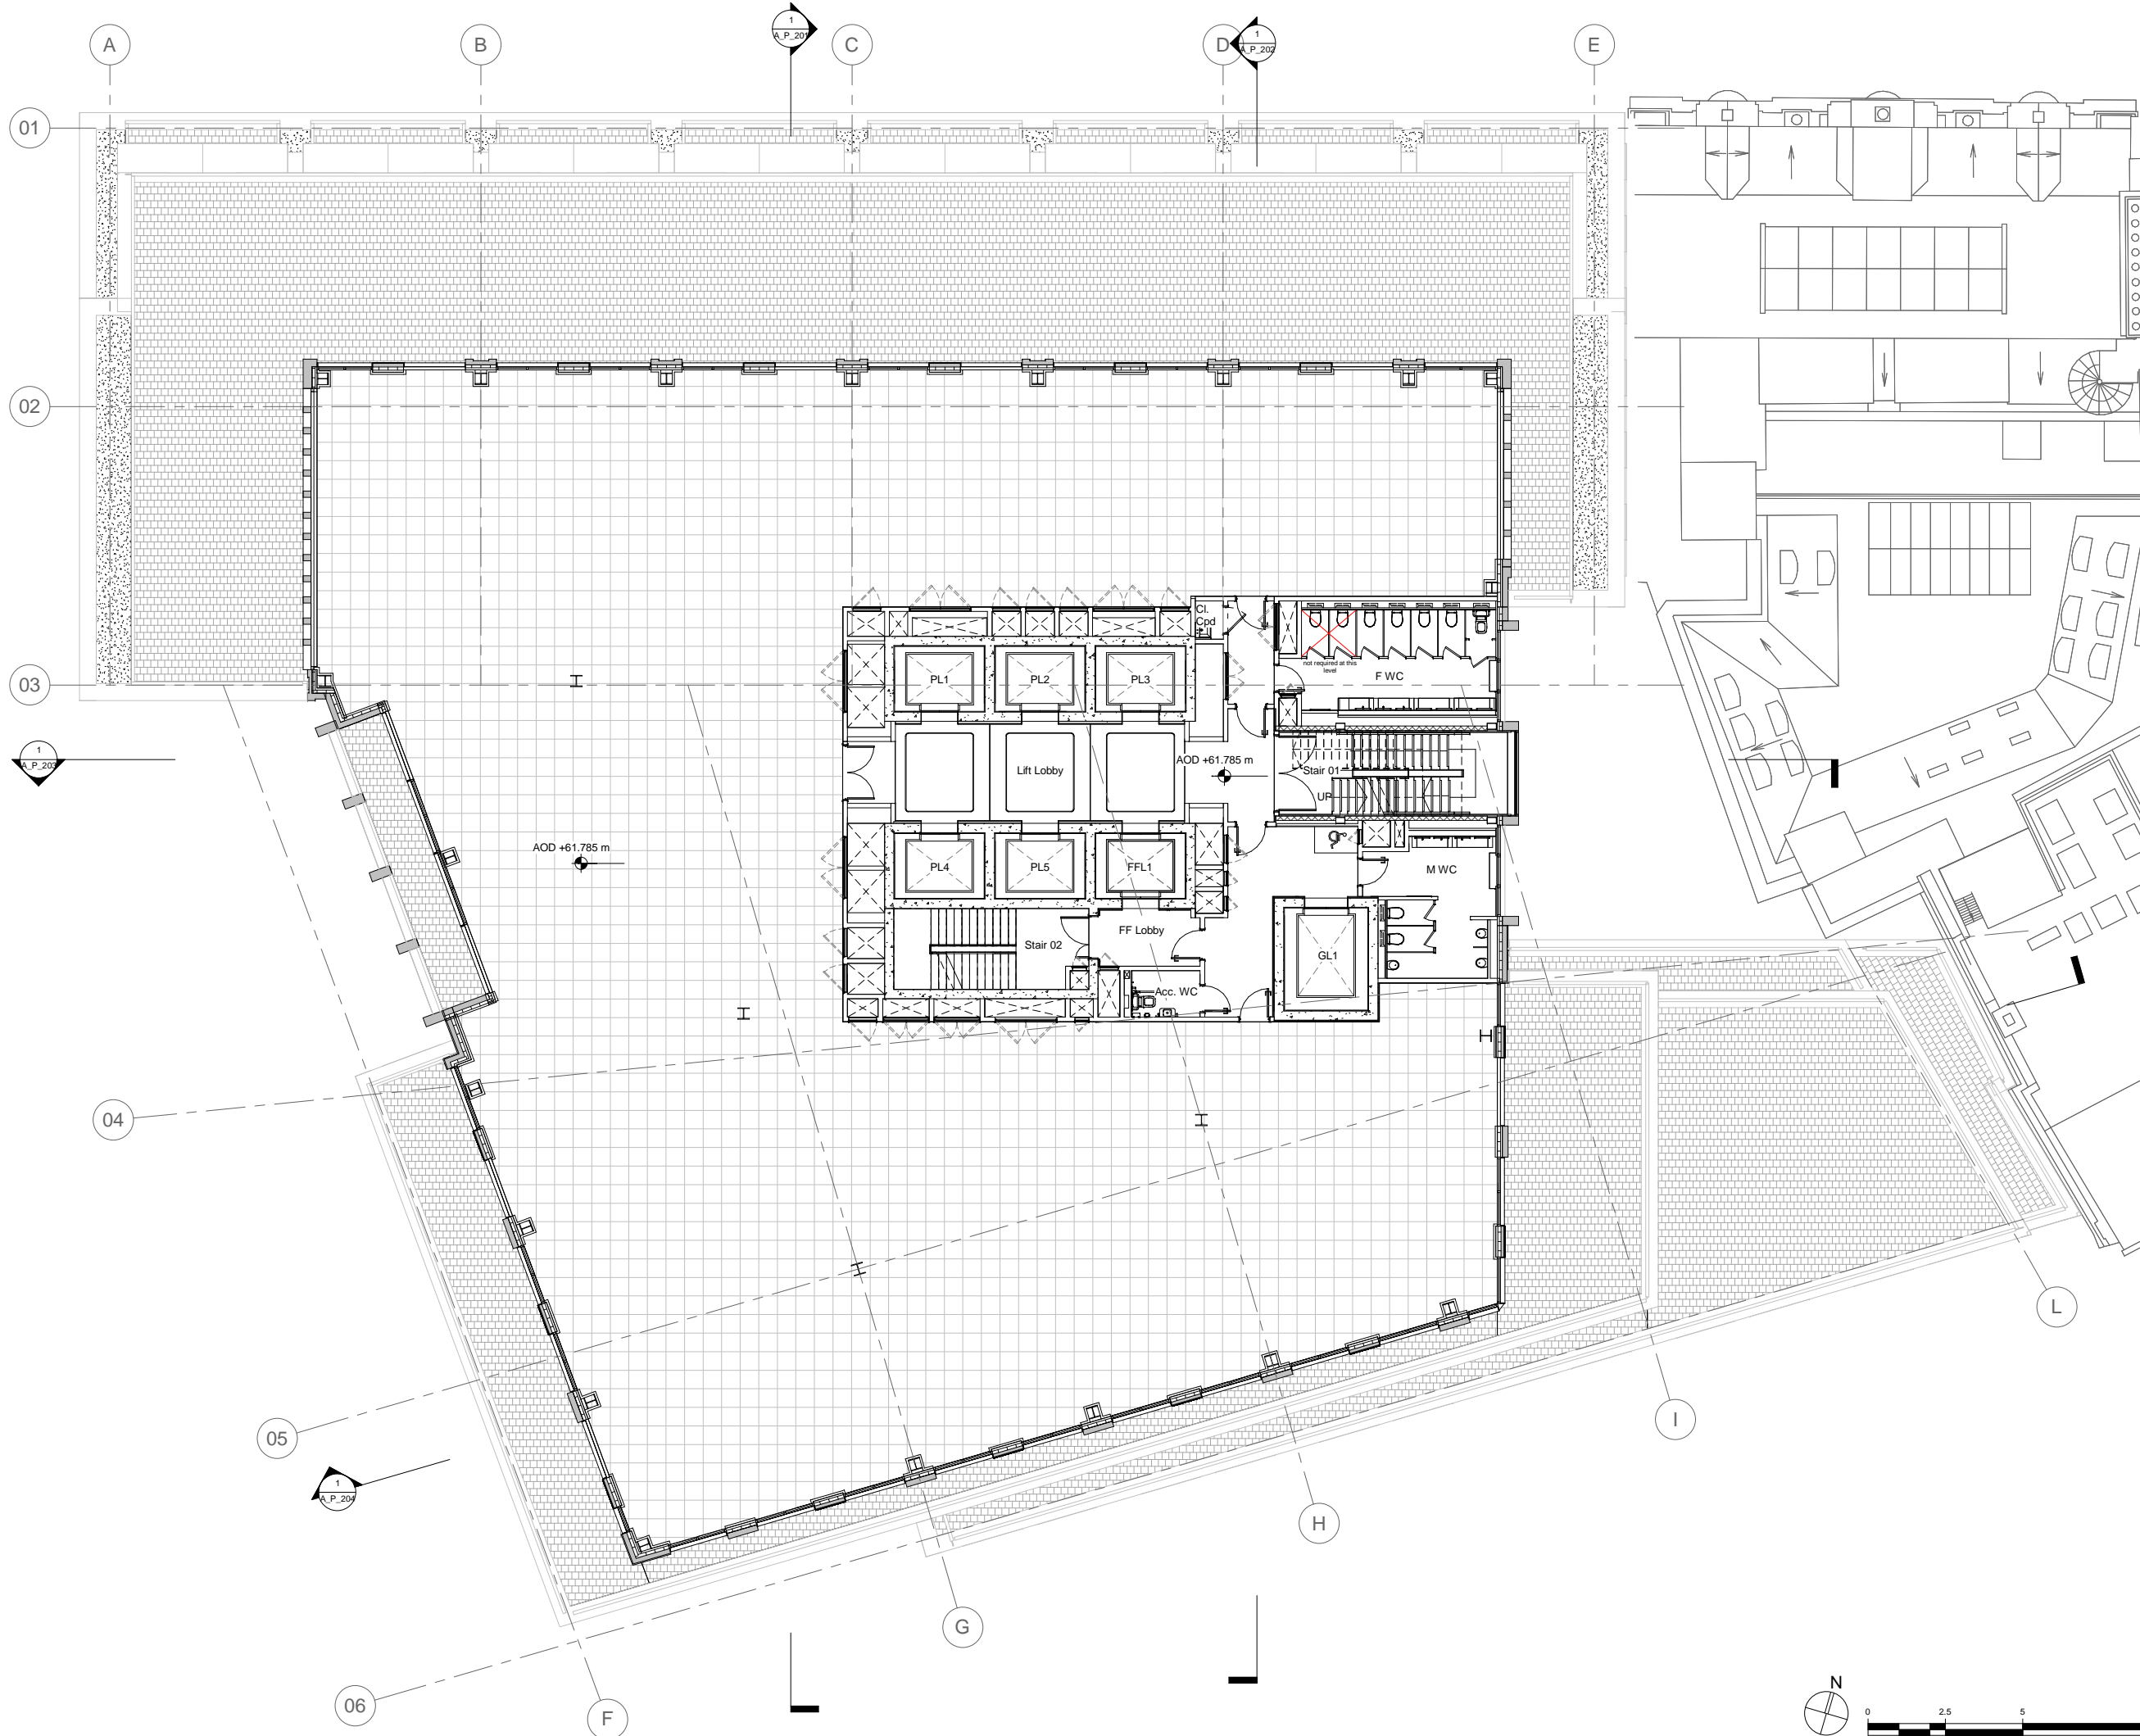 1
A_P_201
1
A_P_202
A
B
C
D
E
01
02
03
Cl.
Cpd
not required at this
level
F WC
PL1
PL2
PL3
1
A_P_203
Lift Lobby
AOD +61.785 m
Stair 01
UP
AOD +61.785 m
PL4
PL5
FFL1
M WC
FF Lobby
Stair 02
GL1
Acc. WC
04
05
1
A_P_204
06
F
G
H
I
L
N
0
2.5
5